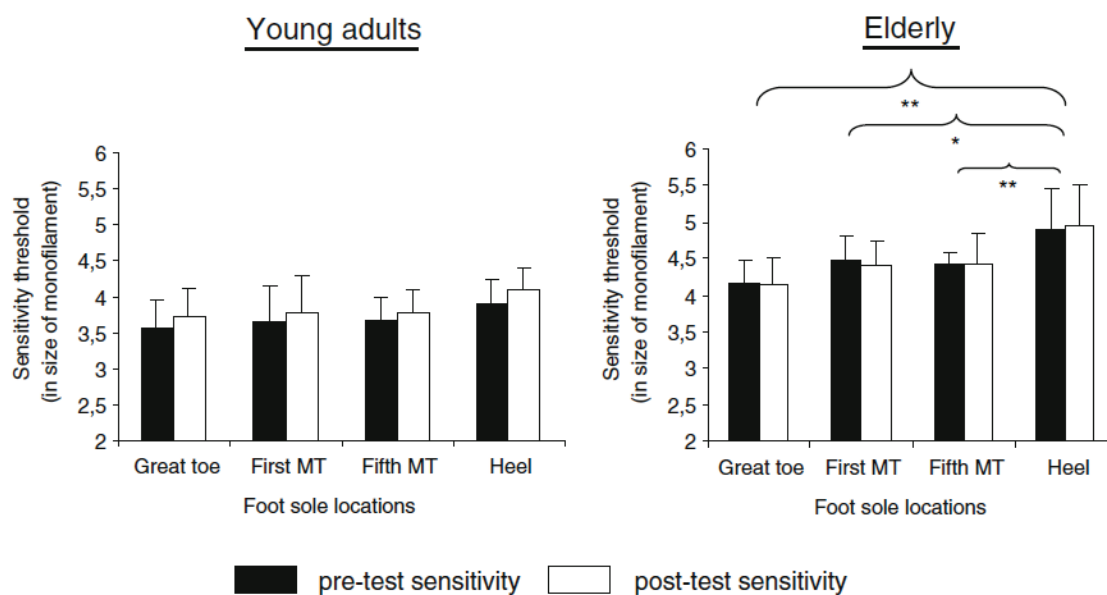 Young adults
Sensitivity threshold
(in size of monofilament)
6
5,5
5
4,5
4
3,5
3
2,5
2
Great toe First MT Fifth MT Heel
Foot sole locations
Elderly
**
*
**
Sensitivity threshold
(in size of monofilament)
6
5,5
5
4,5
4
3,5
3
2,5
2
Great toe First MT Fifth MT Heel
Foot sole locations
pre-test sensitivity post-test sensitivity